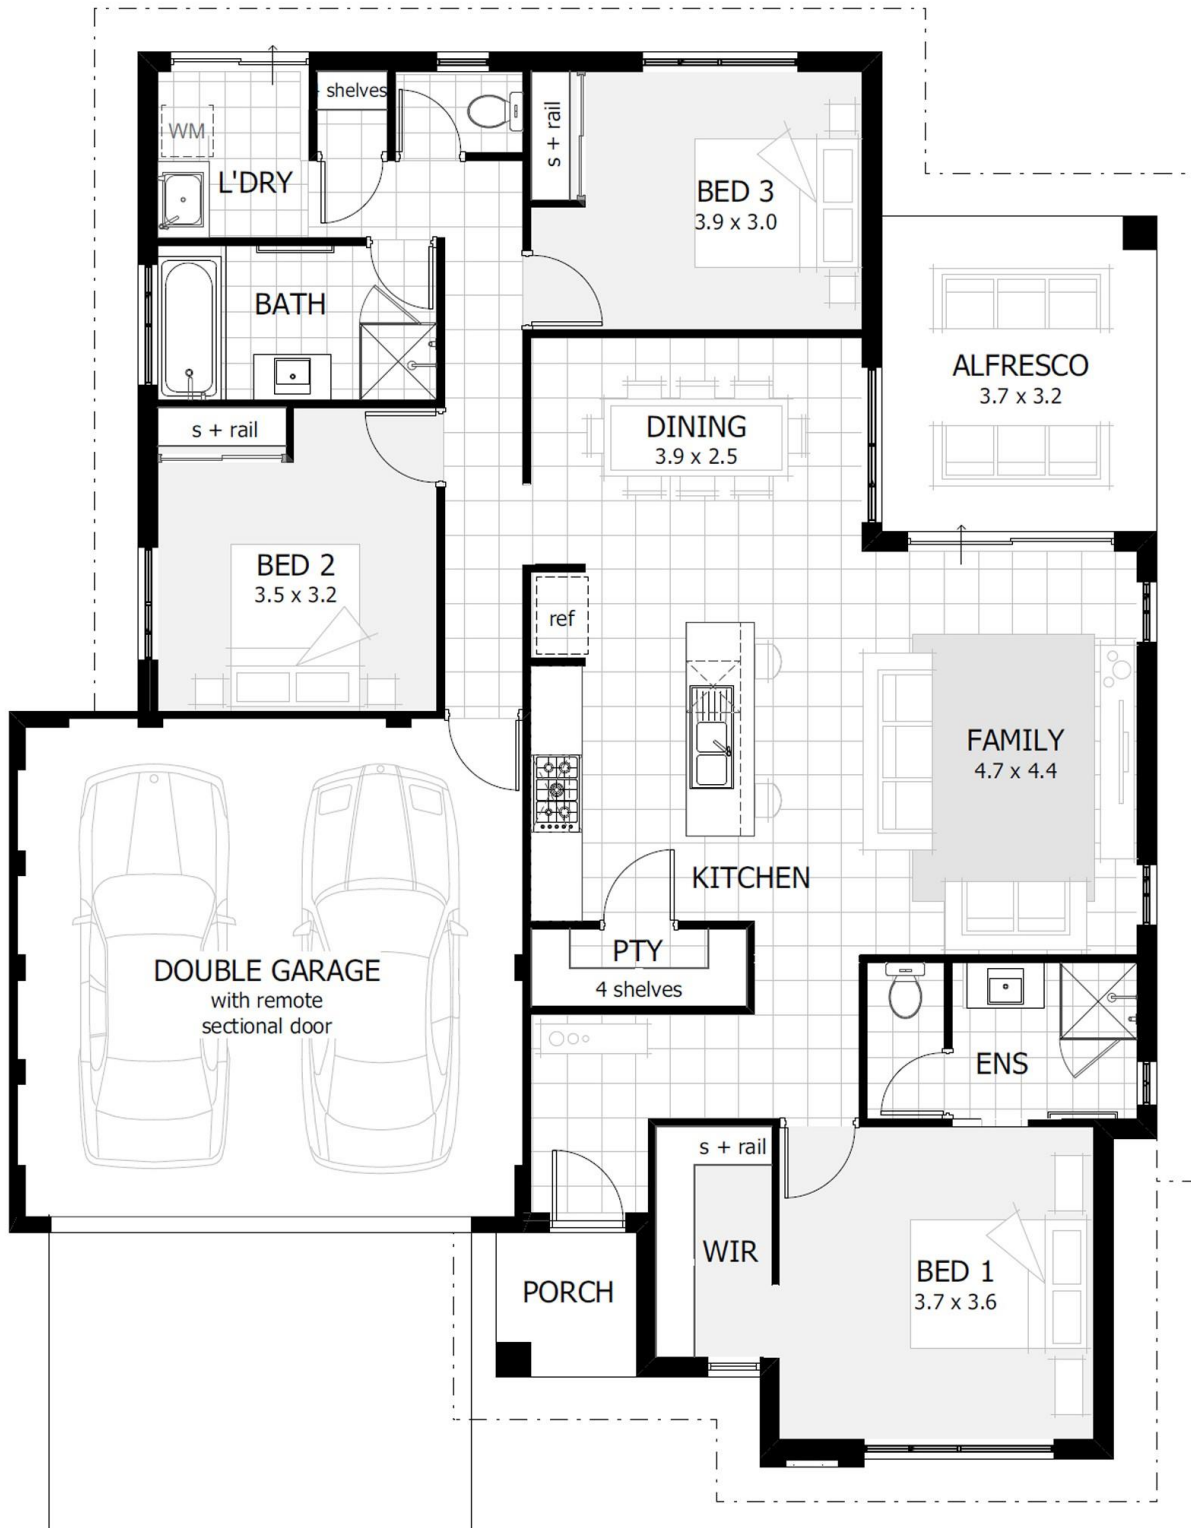 shelves
WM
L'DRY
s + rail
BED 3
3.9 x 3.0
BATH
ALFRESCO
3.7 x 3.2
s + rail
DINING
3.9 x 2.5
BED 2
3.5 x 3.2
ref
FAMILY
4.7 x 4.4
KITCHEN
PTY
4 shelves
DOUBLE GARAGE
with remote
sectional door
ENS
s + rail
WIR
PORCH
BED 1
3.7 x 3.6